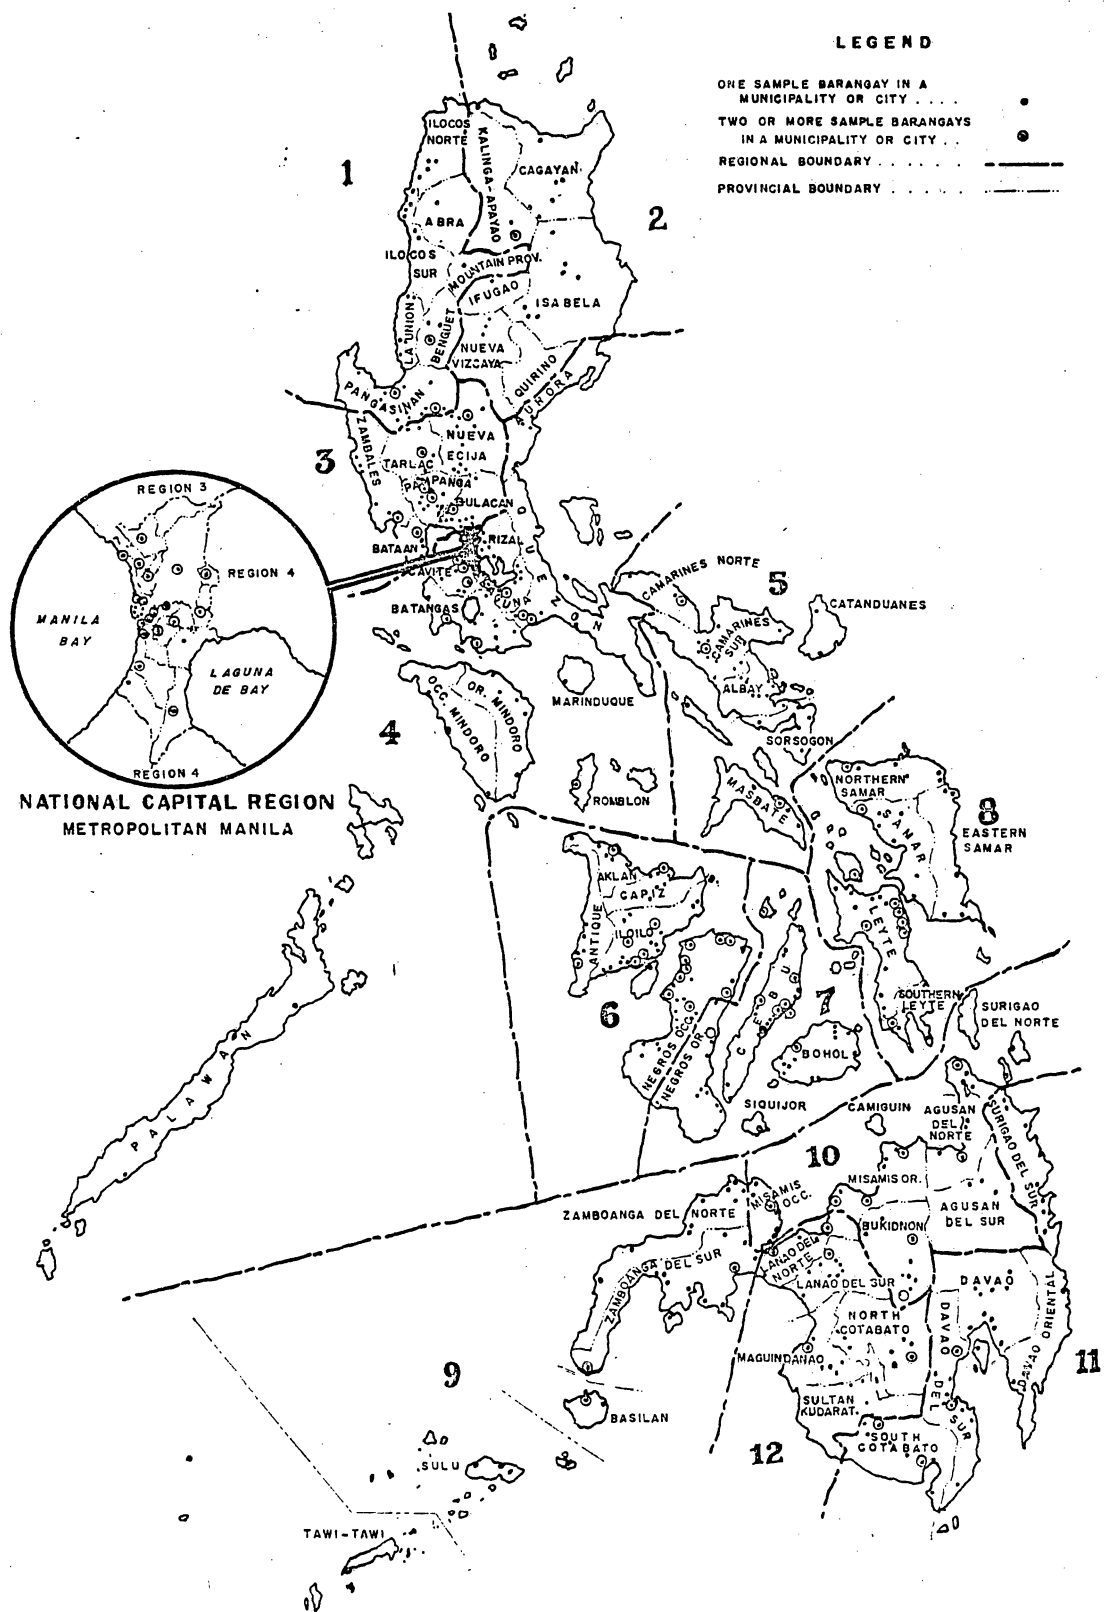 LEGEND
ONE SAMPLE BARANGAY IN A
MUNICIPALITY OR CITY . . . .
TWO OR MORE SAMPLE BARANGAYS
IN A MUNICIPALITY OR CITY . .
REGIONAL BOUNDARY . . . . . .
PROVINCIAL BOUNDARY . . . . .
1
ILOCOS
NORTE
KALINGA-APAYAO
CAGAYAN
ABRA
2
ILOCOS
SUR
MOUNTAIN PROV.
IFUGAO
ISABELA
LA UNION
BENGUET
NUEVA
VIZCAYA
QUIRINO
AURORA
PANGASINAN
3
ZAMBALES
NUEVA
ECIJA
TARLAC
PAMPANGA
BULACAN
BATAAN
RIZAL
CAVITE
LAGUNA
QUEZON
BATANGAS
REGION 3
REGION 4
MANILA
BAY
LAGUNA
DE BAY
REGION 4
NATIONAL CAPITAL REGION
METROPOLITAN MANILA
CAMARINES NORTE
5
CATANDUANES
CAMARINES
SUR
ALBAY
SORSOGON
MARINDUQUE
OCC. MINDORO
OR. MINDORO
4
ROMBLON
MASBATE
NORTHERN
SAMAR
SAMAR
8
EASTERN
SAMAR
AKLAN
CAPIZ
ANTIQUE
ILOILO
LEYTE
6
NEGROS OCC.
NEGROS OR.
CEBU
7
BOHOL
SOUTHERN
LEYTE
SURIGAO
DEL NORTE
PALAWAN
SIQUIJOR
CAMIGUIN
AGUSAN
DEL
NORTE
SURIGAO DEL SUR
10
MISAMIS
OCC.
MISAMIS OR.
ZAMBOANGA DEL NORTE
BUKIDNON
AGUSAN
DEL SUR
ZAMBOANGA DEL SUR
LANAO DEL
NORTE
LANAO DEL SUR
DAVAO
NORTH
COTABATO
DAVAO DEL SUR
DAVAO ORIENTAL
MAGUINDANAO
11
9
SULTAN
KUDARAT
BASILAN
SOUTH
COTABATO
12
SULU
TAWI-TAWI